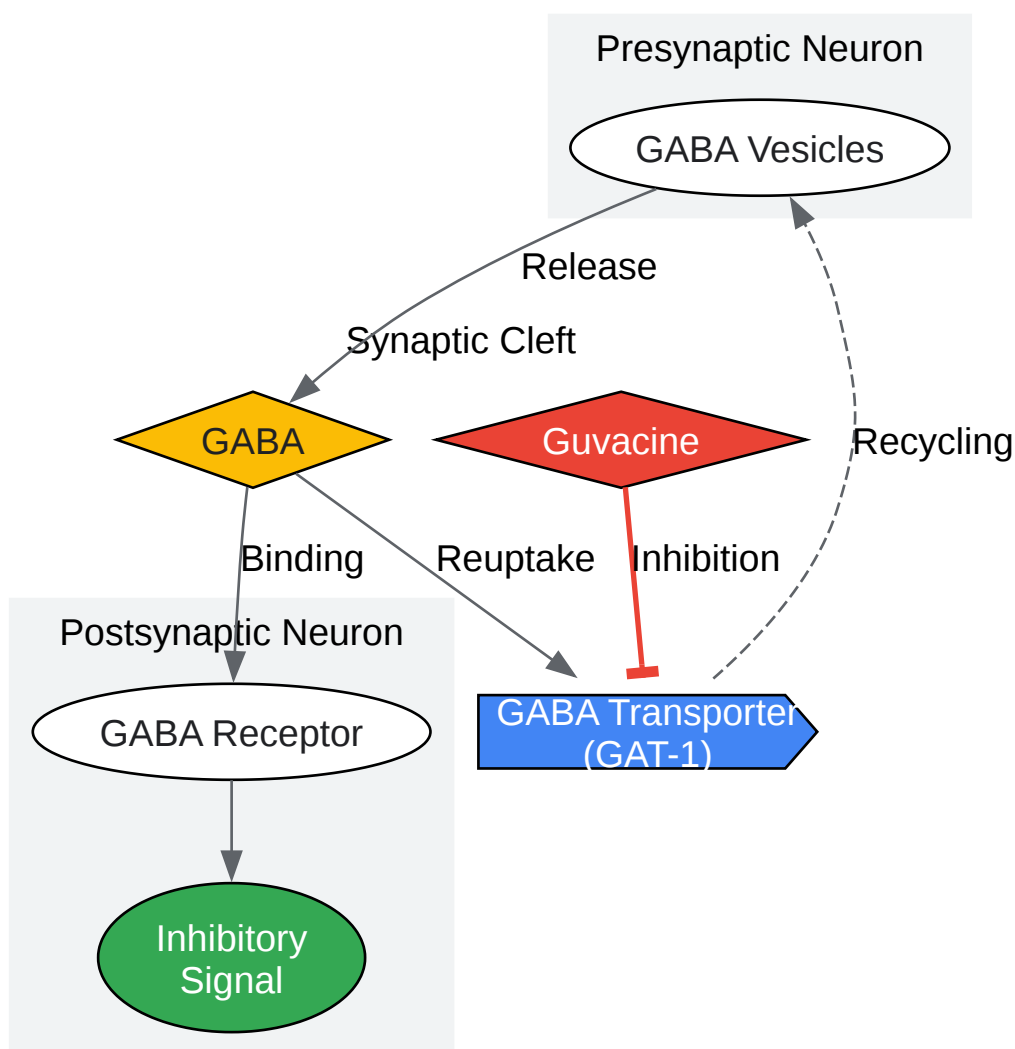 Presynaptic Neuron
GABA Vesicles
Release
Synaptic Cleft
GABA
Guvacine
Recycling
Binding
Reuptake
Inhibition
Postsynaptic Neuron
GABA Receptor
GABA Transporter
(GAT-1)
Inhibitory
Signal